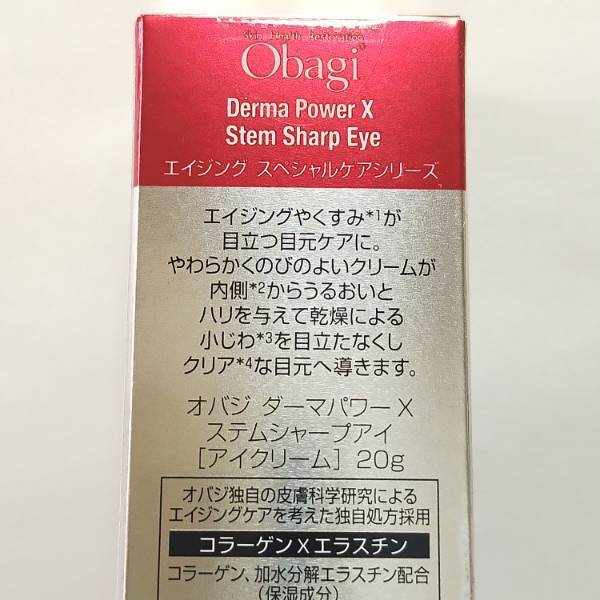 Skin Health Restoration
Obagi
Derma Power X
Stem Sharp Eye
エイジング スペシャルケアシリーズ
エイジングやくすみ*1が
目立つ目元ケアに。
やわらかくのびのよいクリームが
内側*2からうるおいと
ハリを与えて乾燥による
小じわ*3を目立たなくし
クリア*4な目元へ導きます。
オバジ ダーマパワーX
ステムシャープアイ
[アイクリーム] 20g
オバジ独自の皮膚科学研究による
エイジングケアを考えた独自処方採用
コラーゲンXエラスチン
コラーゲン、加水分解エラスチン配合
(保湿成分)